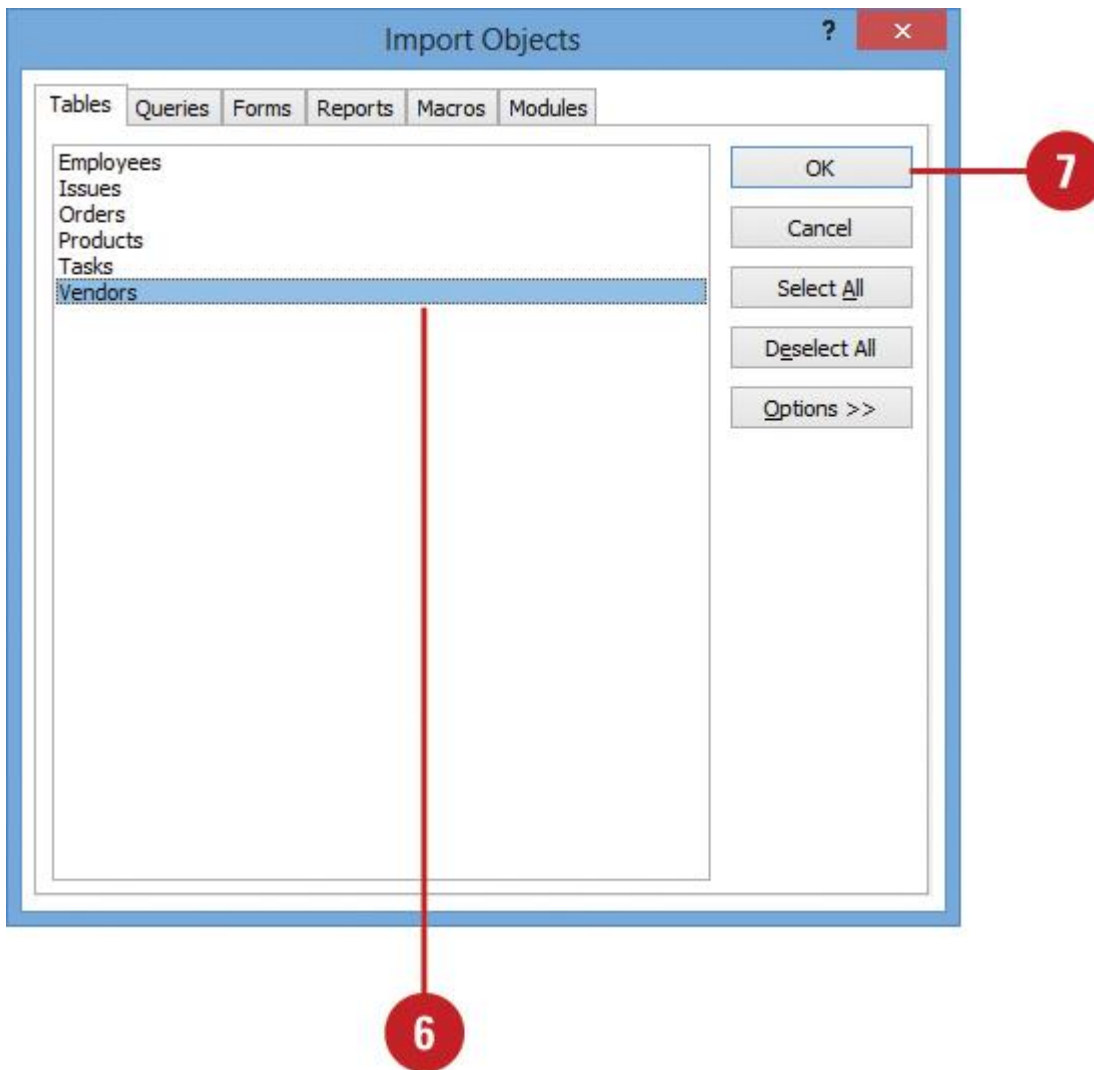 Import Objects
?
×
Tables Queries Forms Reports Macros Modules
Employees
Issues
Orders
Products
Tasks
Vendors
OK
Cancel
Select All
Deselect All
Options >>
7
6